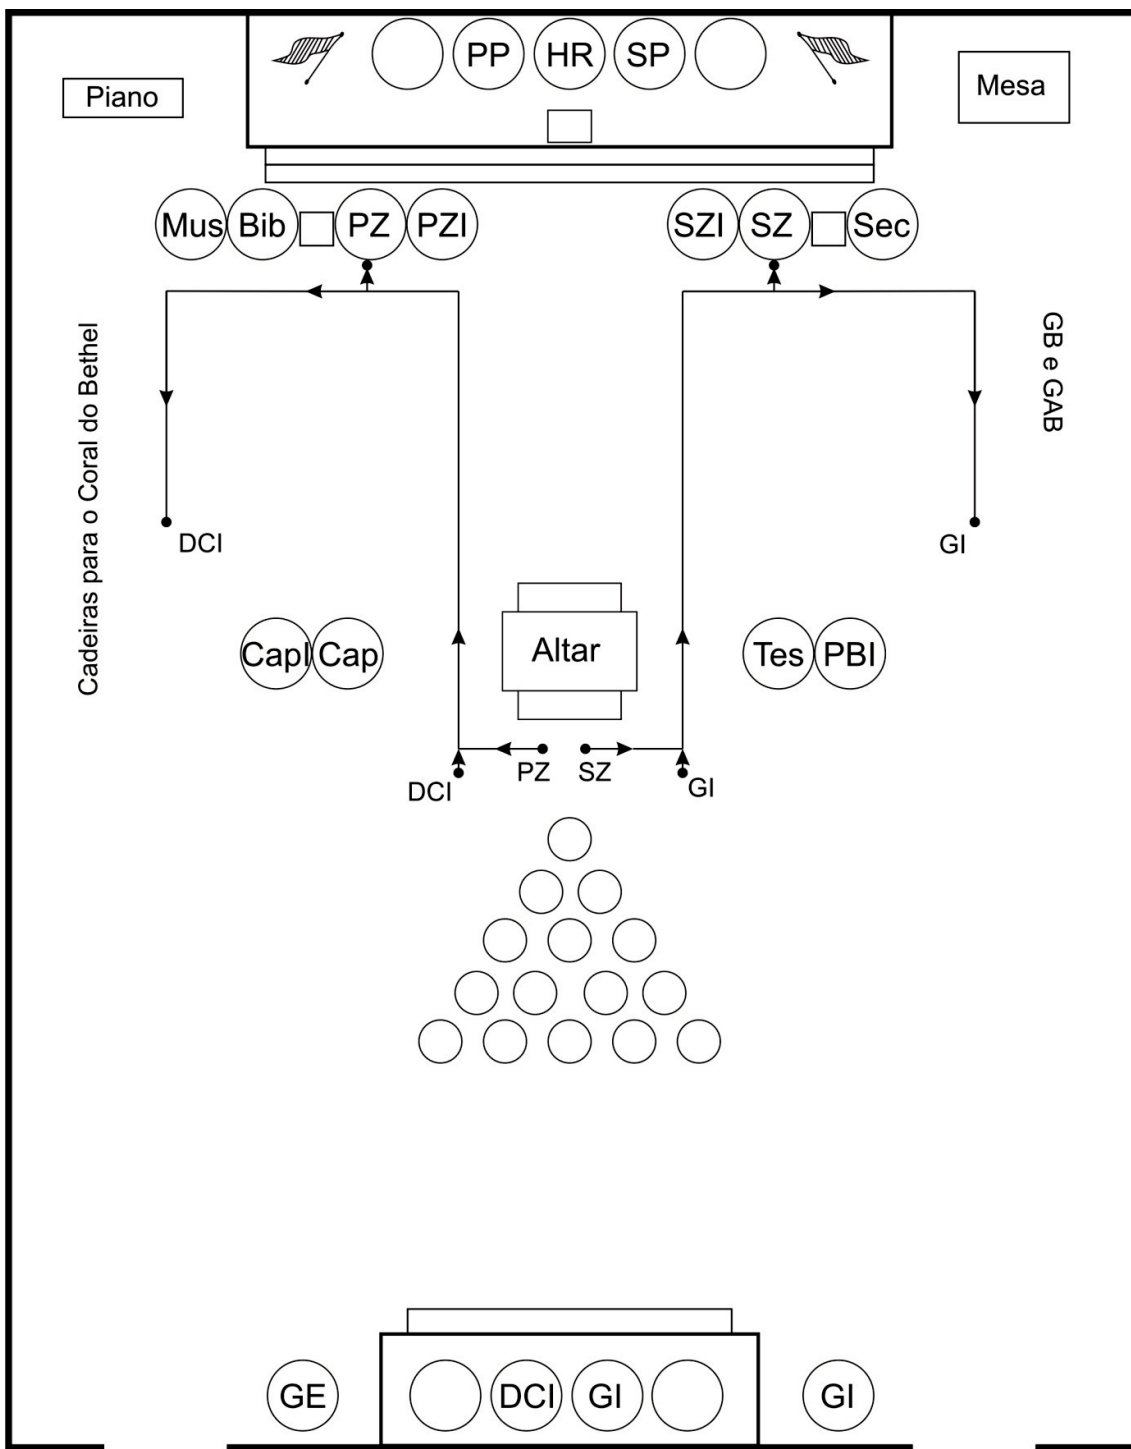 PP HR SP
Piano
Mesa
Mus Bib PZ PZI
SZI SZ Sec
Cadeiras para o Coral do Bethel
GB e GAB
DCI
GI
CapI Cap
Altar
Tes PBI
PZ SZ
DCI
GI
GE
DCI GI
GI